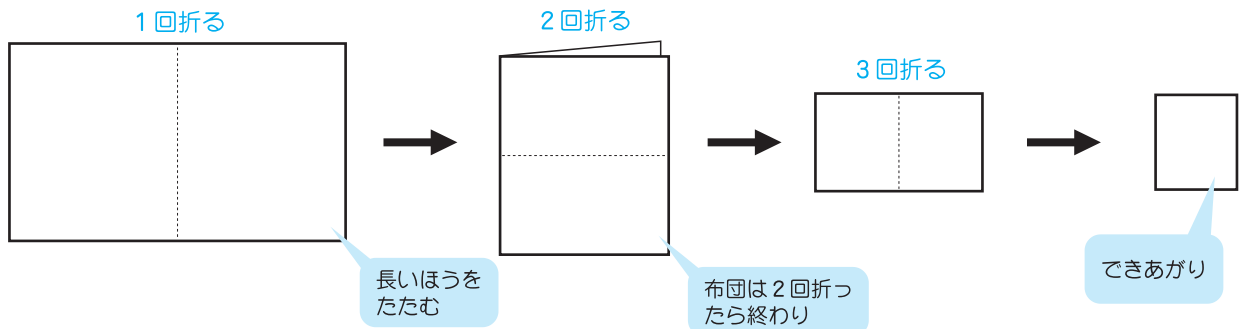 1回折る
2回折る
3回折る
長いほうを
たたむ
布団は2回折っ
たら終わり
できあがり